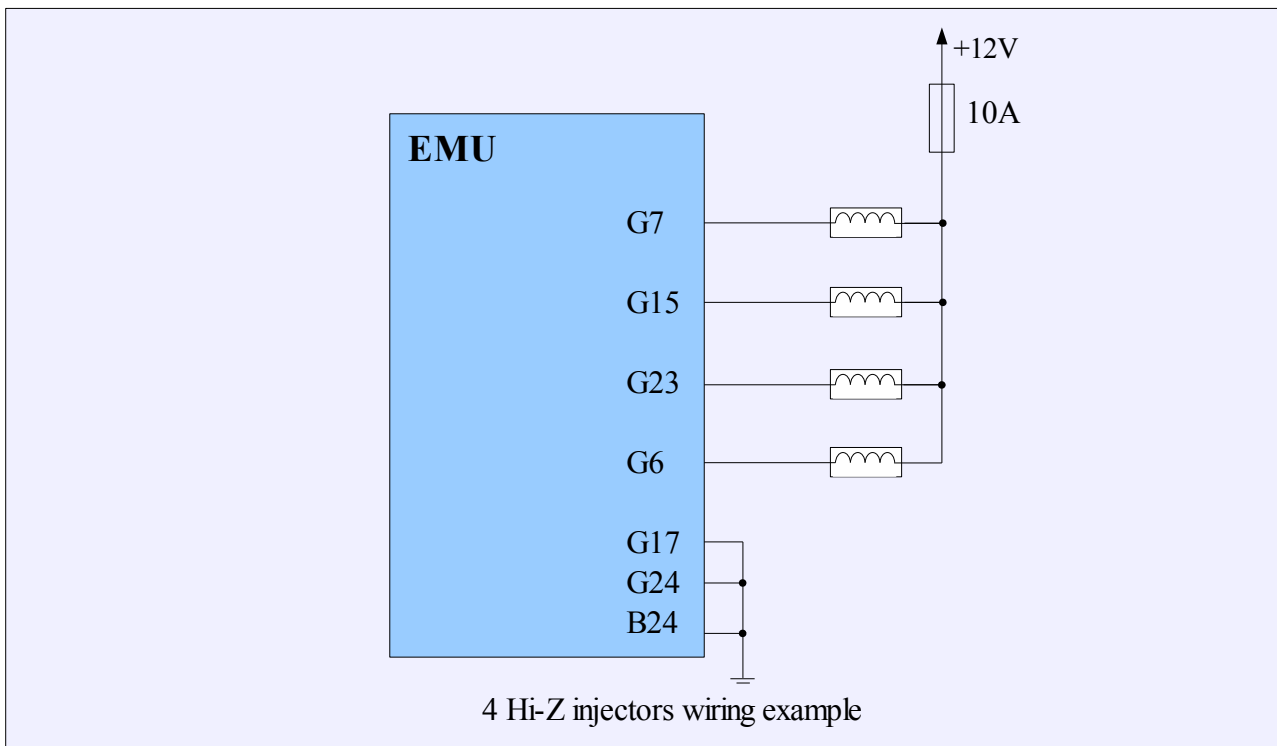 +12V
10A
EMU
G7
G15
G23
G6
G17
G24
B24
4 Hi-Z injectors wiring example